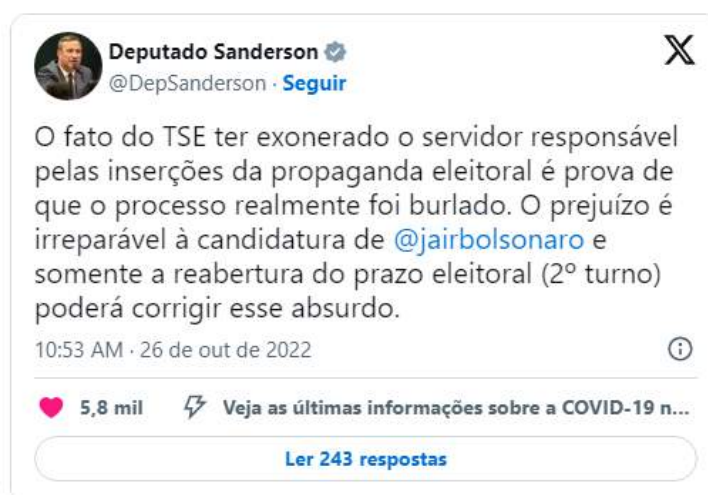 Deputado Sanderson
@DepSanderson · Seguir
O fato do TSE ter exonerado o servidor responsável
pelas inserções da propaganda eleitoral é prova de
que o processo realmente foi burlado. O prejuízo é
irreparável à candidatura de @jairbolsonaro e
somente a reabertura do prazo eleitoral (2º turno)
poderá corrigir esse absurdo.
10:53 AM · 26 de out de 2022
5,8 mil Veja as últimas informações sobre a COVID-19 n...
Ler 243 respostas